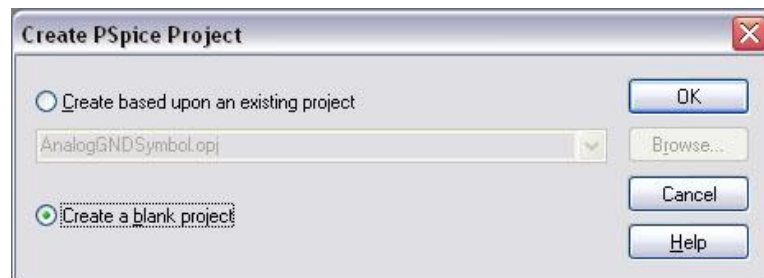 Create PSpice Project
Create based upon an existing project
OK
AnalogGNDSymbol.opj
Browse...
Create a blank project
Cancel
Help